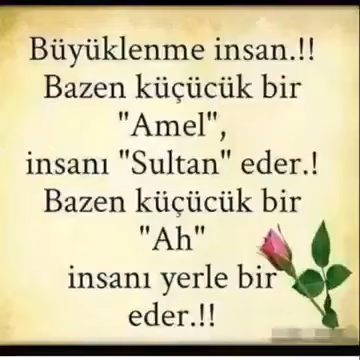 Büyüklenme insan.!!
Bazen küçücük bir
"Amel",
insanı "Sultan" eder.!
Bazen küçücük bir
"Ah"
insanı yerle bir
eder.!!